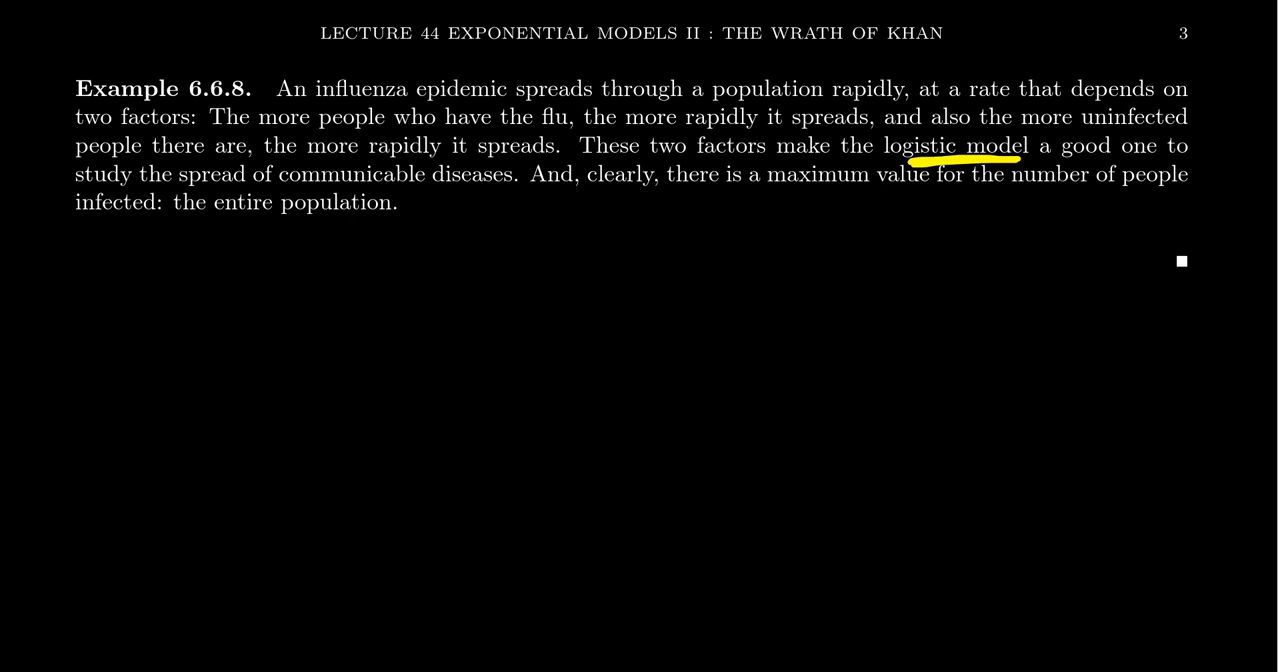 LECTURE 44 EXPONENTIAL MODELS II : THE WRATH OF KHAN 3
Example 6.6.8. An influenza epidemic spreads through a population rapidly, at a rate that depends on
two factors: The more people who have the flu, the more rapidly it spreads, and also the more uninfected
people there are, the more rapidly it spreads. These two factors make the logistic model a good one to
study the spread of communicable diseases. And, clearly, there is a maximum value for the number of people
infected: the entire population.